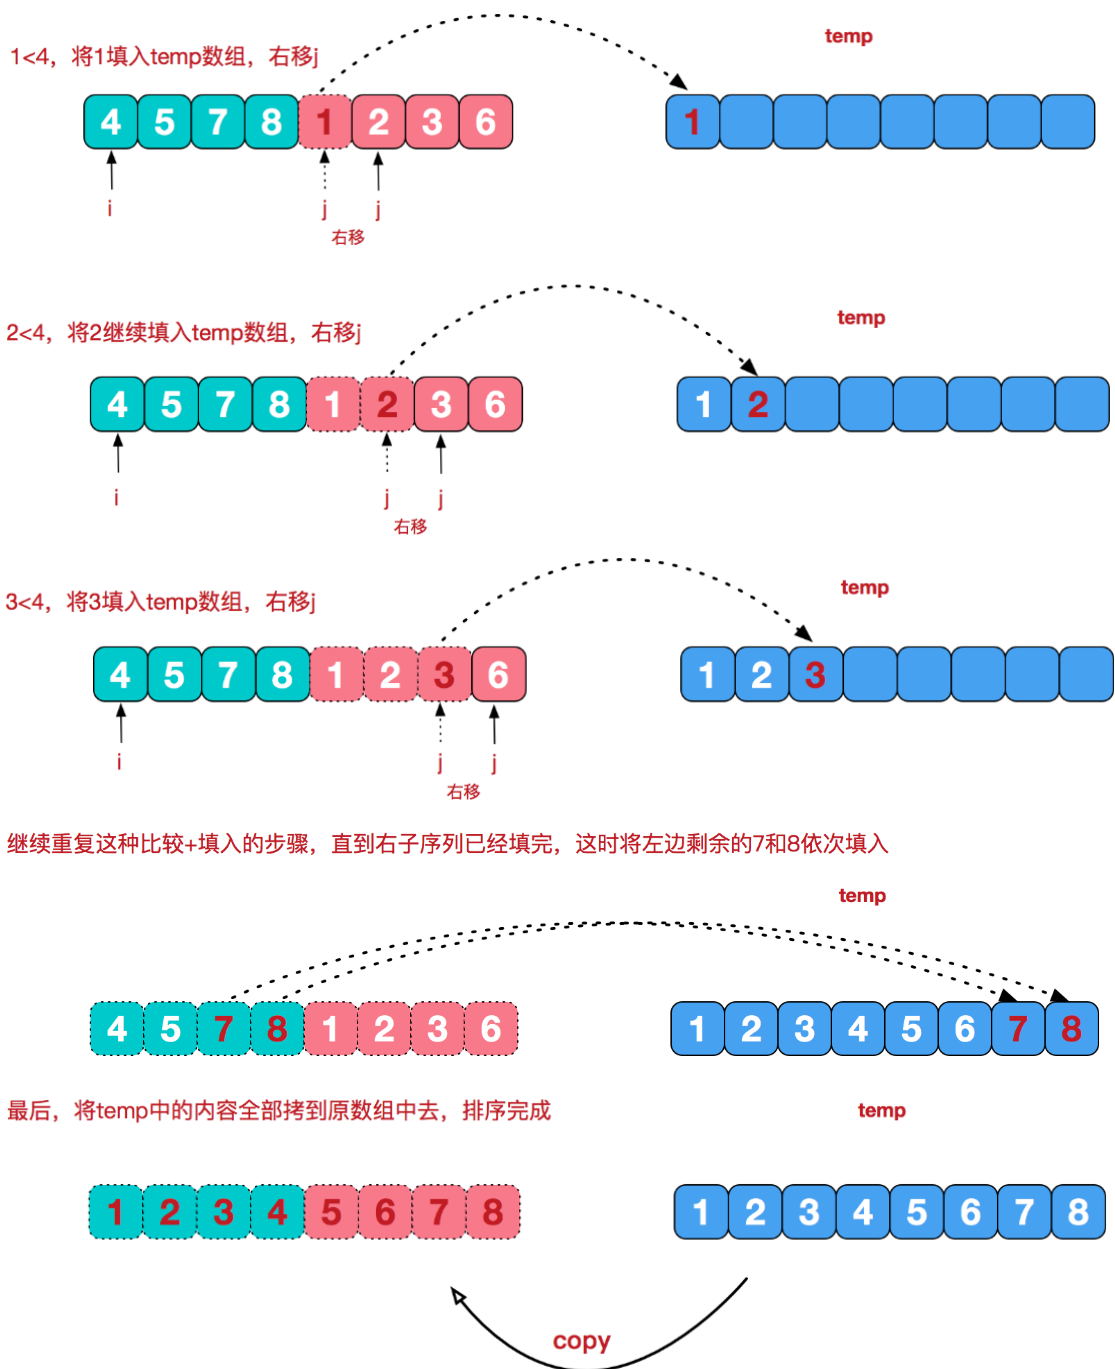 1<4，将1填入temp数组，右移j
temp
4 5 7 8 1 2 3 6
1
i j j
右移
2<4，将2继续填入temp数组，右移j
temp
4 5 7 8 1 2 3 6
1 2
i j j
右移
3<4，将3填入temp数组，右移j
temp
4 5 7 8 1 2 3 6
1 2 3
i j j
右移
继续重复这种比较+填入的步骤，直到右子序列已经填完，这时将左边剩余的7和8依次填入
temp
4 5 7 8 1 2 3 6
1 2 3 4 5 6 7 8
最后，将temp中的内容全部拷到原数组中去，排序完成
temp
1 2 3 4 5 6 7 8
1 2 3 4 5 6 7 8
copy